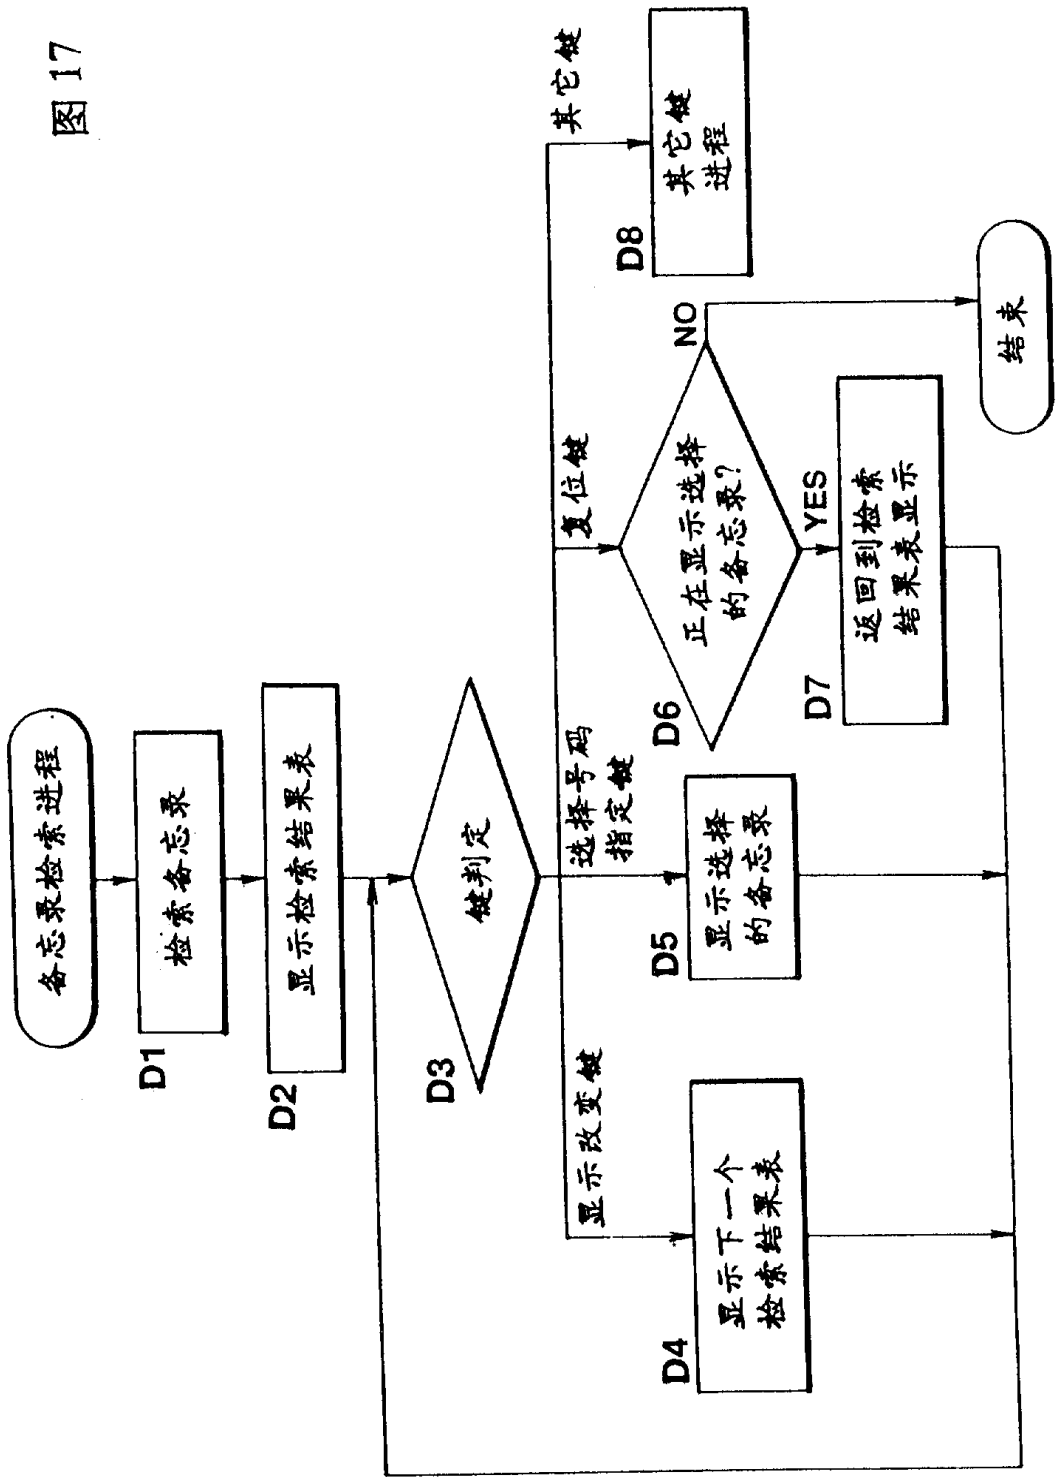 图 17
备忘录检索进程
D1
检索备忘录
D2
显示检索结果表
D3
键判定
显示改变键
选择号码
指定键
复位键
其它键
D4
显示下一个
检索结果表
D5
显示选择
的备忘录
D6
正在显示选择
的备忘录?
NO
YES
D7
返回到检索
结果表显示
D8
其它键
进程
结束